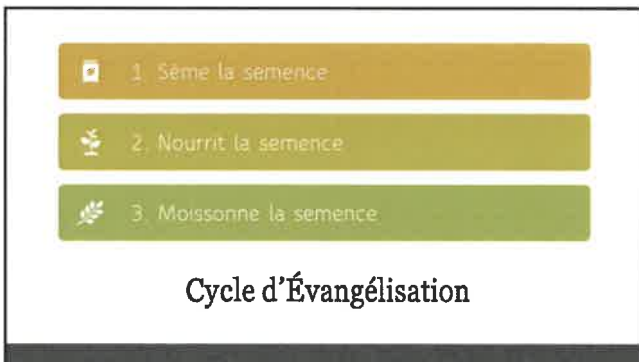 1. Sème la semence
2. Nourrit la semence
3. Moissonne la semence
Cycle d'Évangélisation